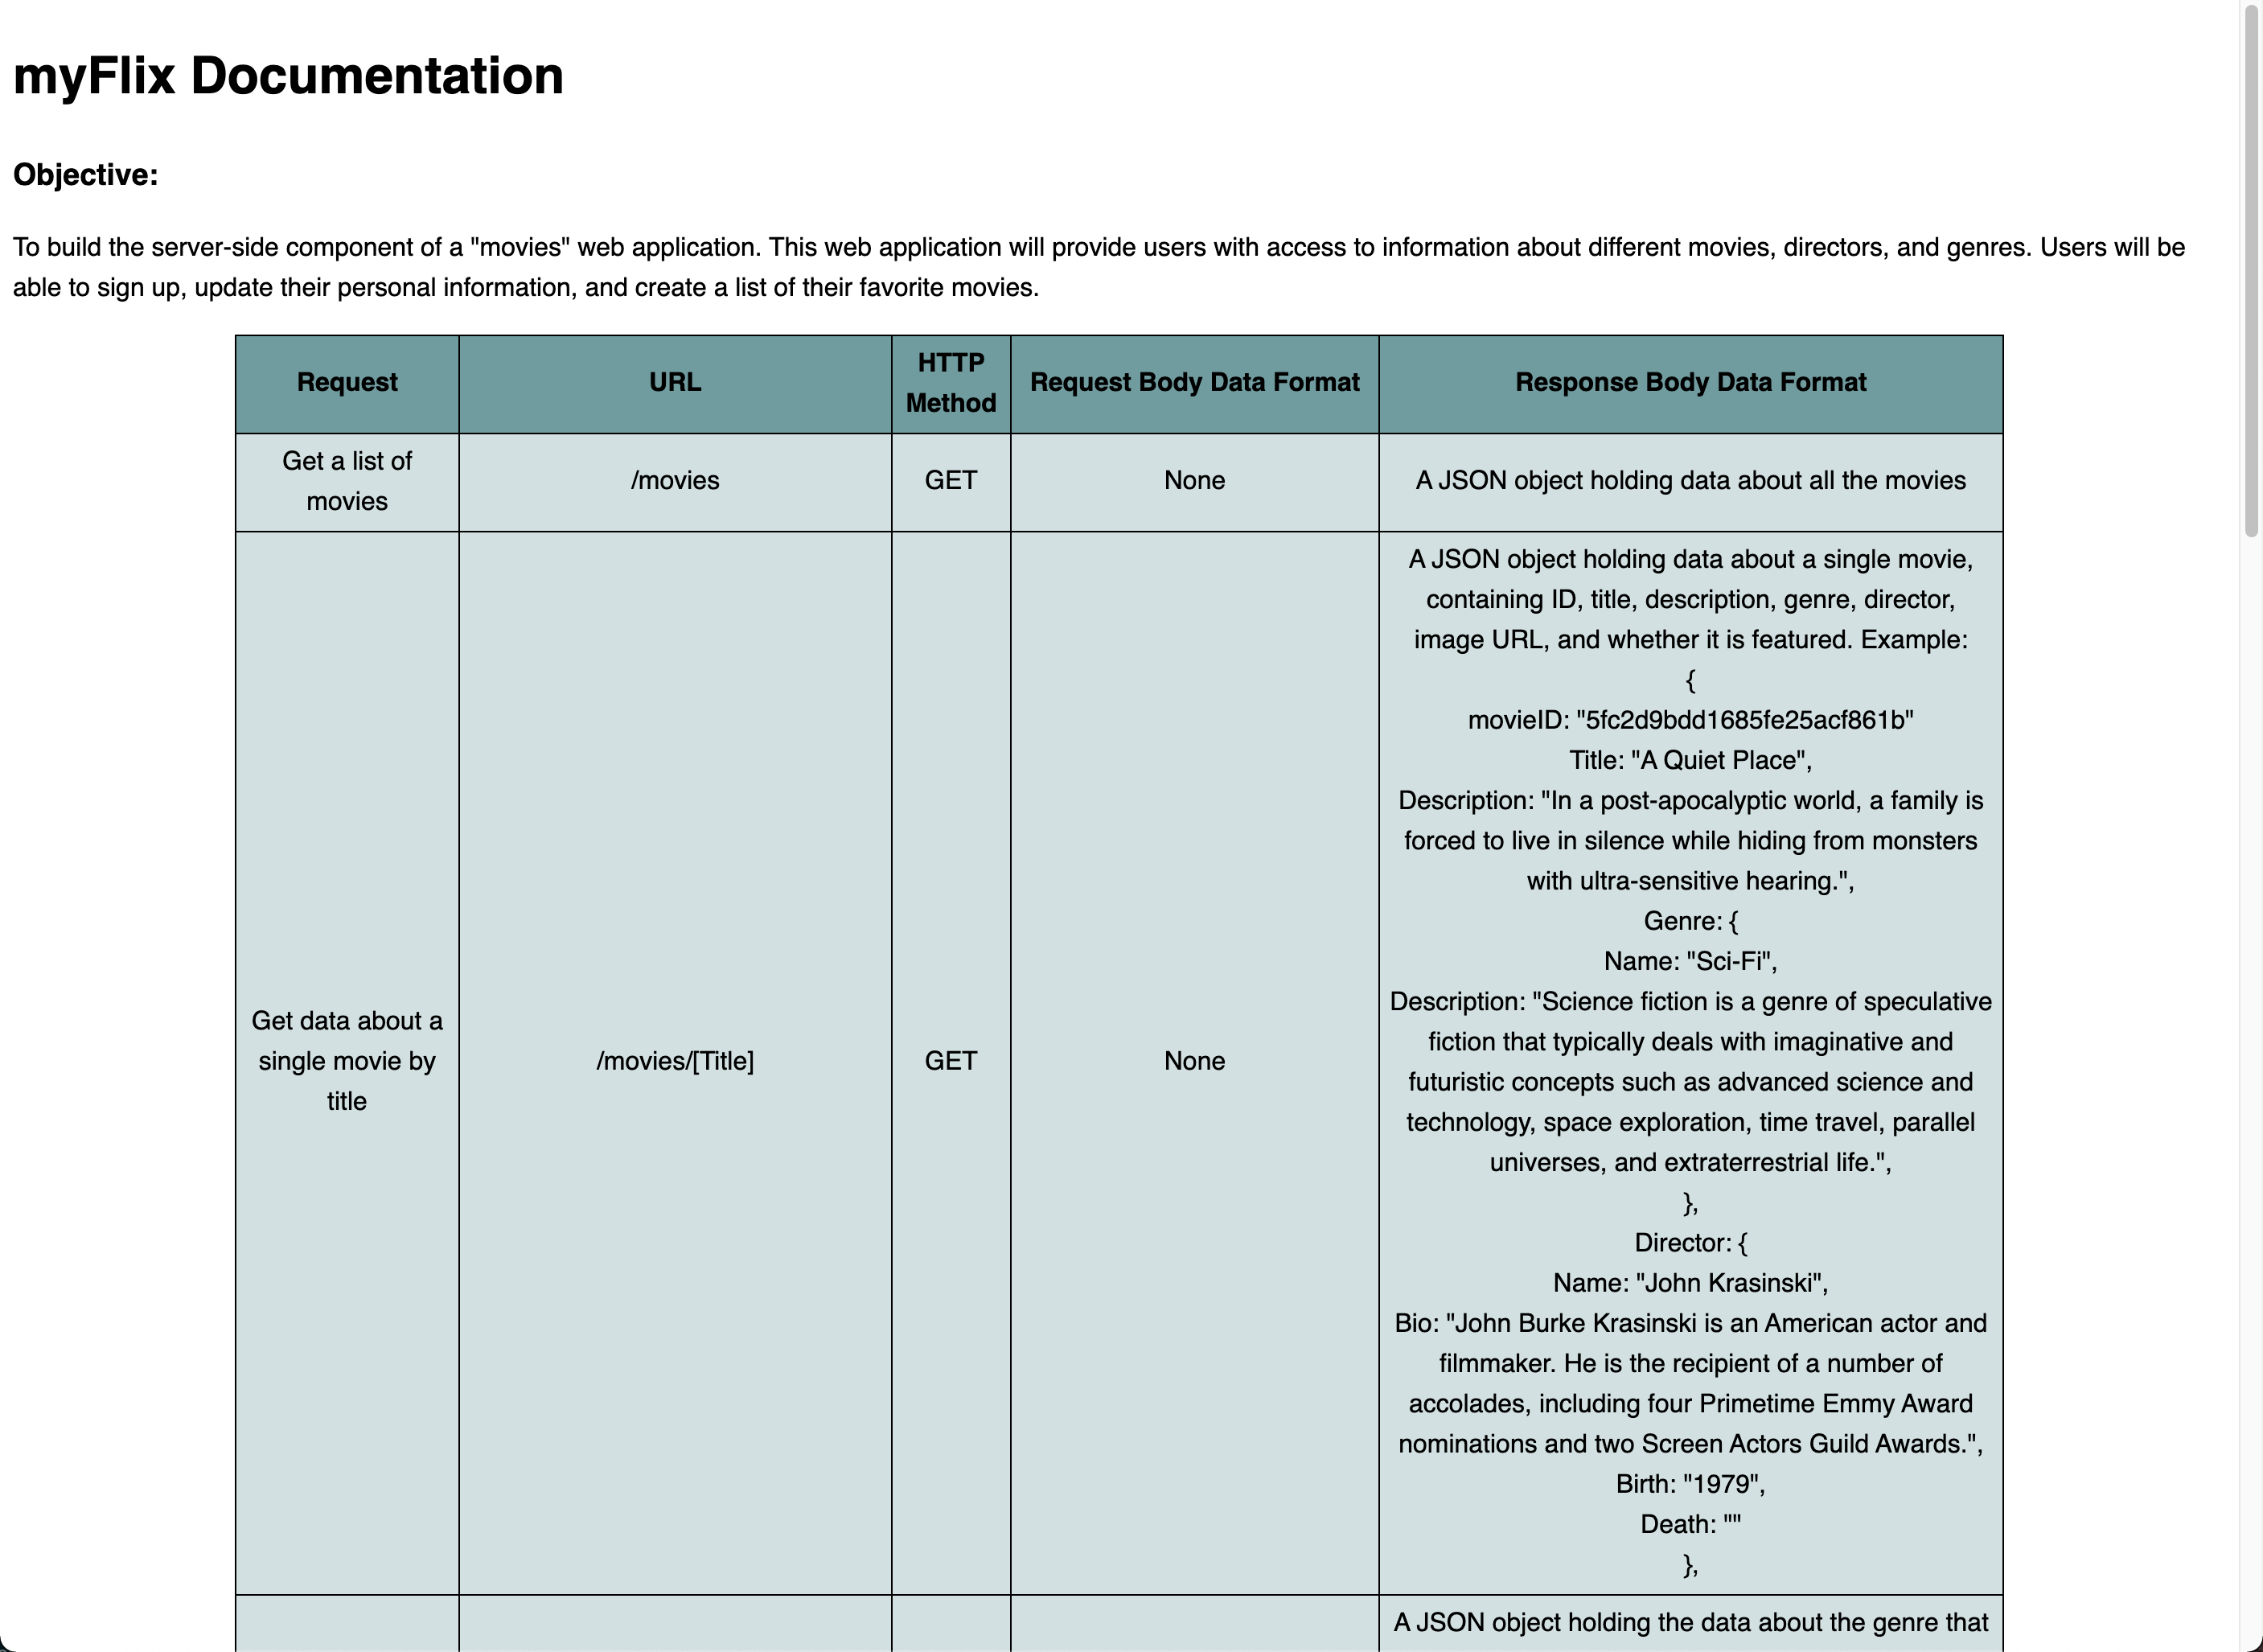 myFlix Documentation
Objective:
To build the server-side component of a "movies" web application. This web application will provide users with access to information about different movies, directors, and genres. Users will be
able to sign up, update their personal information, and create a list of their favorite movies.
Request
URL
HTTP
Method
Request Body Data Format
Response Body Data Format
Get a list of
movies
/movies
GET
None
A JSON object holding data about all the movies
Get data about a
single movie by
title
/movies/[Title]
GET
None
A JSON object holding data about a single movie,
containing ID, title, description, genre, director,
image URL, and whether it is featured. Example:
{
movieID: "5fc2d9bdd1685fe25acf861b"
Title: "A Quiet Place",
Description: "In a post-apocalyptic world, a family is
forced to live in silence while hiding from monsters
with ultra-sensitive hearing.",
Genre: {
Name: "Sci-Fi",
Description: "Science fiction is a genre of speculative
fiction that typically deals with imaginative and
futuristic concepts such as advanced science and
technology, space exploration, time travel, parallel
universes, and extraterrestrial life.",
},
Director: {
Name: "John Krasinski",
Bio: "John Burke Krasinski is an American actor and
filmmaker. He is the recipient of a number of
accolades, including four Primetime Emmy Award
nominations and two Screen Actors Guild Awards.",
Birth: "1979",
Death: ""
},
A JSON object holding the data about the genre that